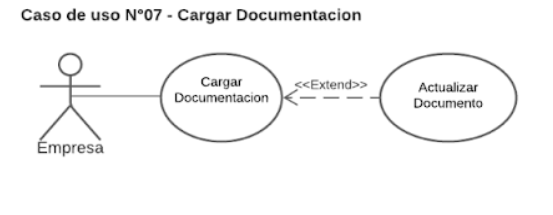 Caso de uso N°07 - Cargar Documentacion
Cargar
Documentacion
<<Extend>>
Actualizar
Documento
Empresa